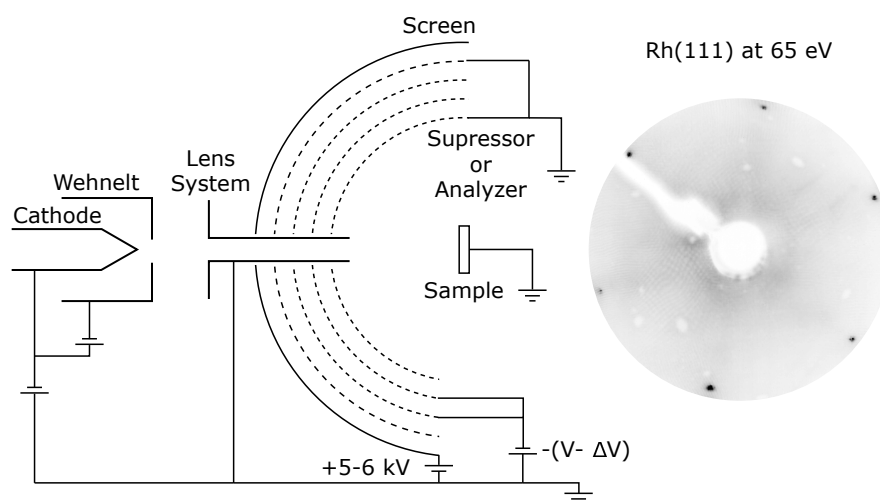 Screen
Rh(111) at 65 eV
Supressor
or
Analyzer
Lens
System
Wehnelt
Cathode
Sample
+5-6 kV
-(V- ΔV)